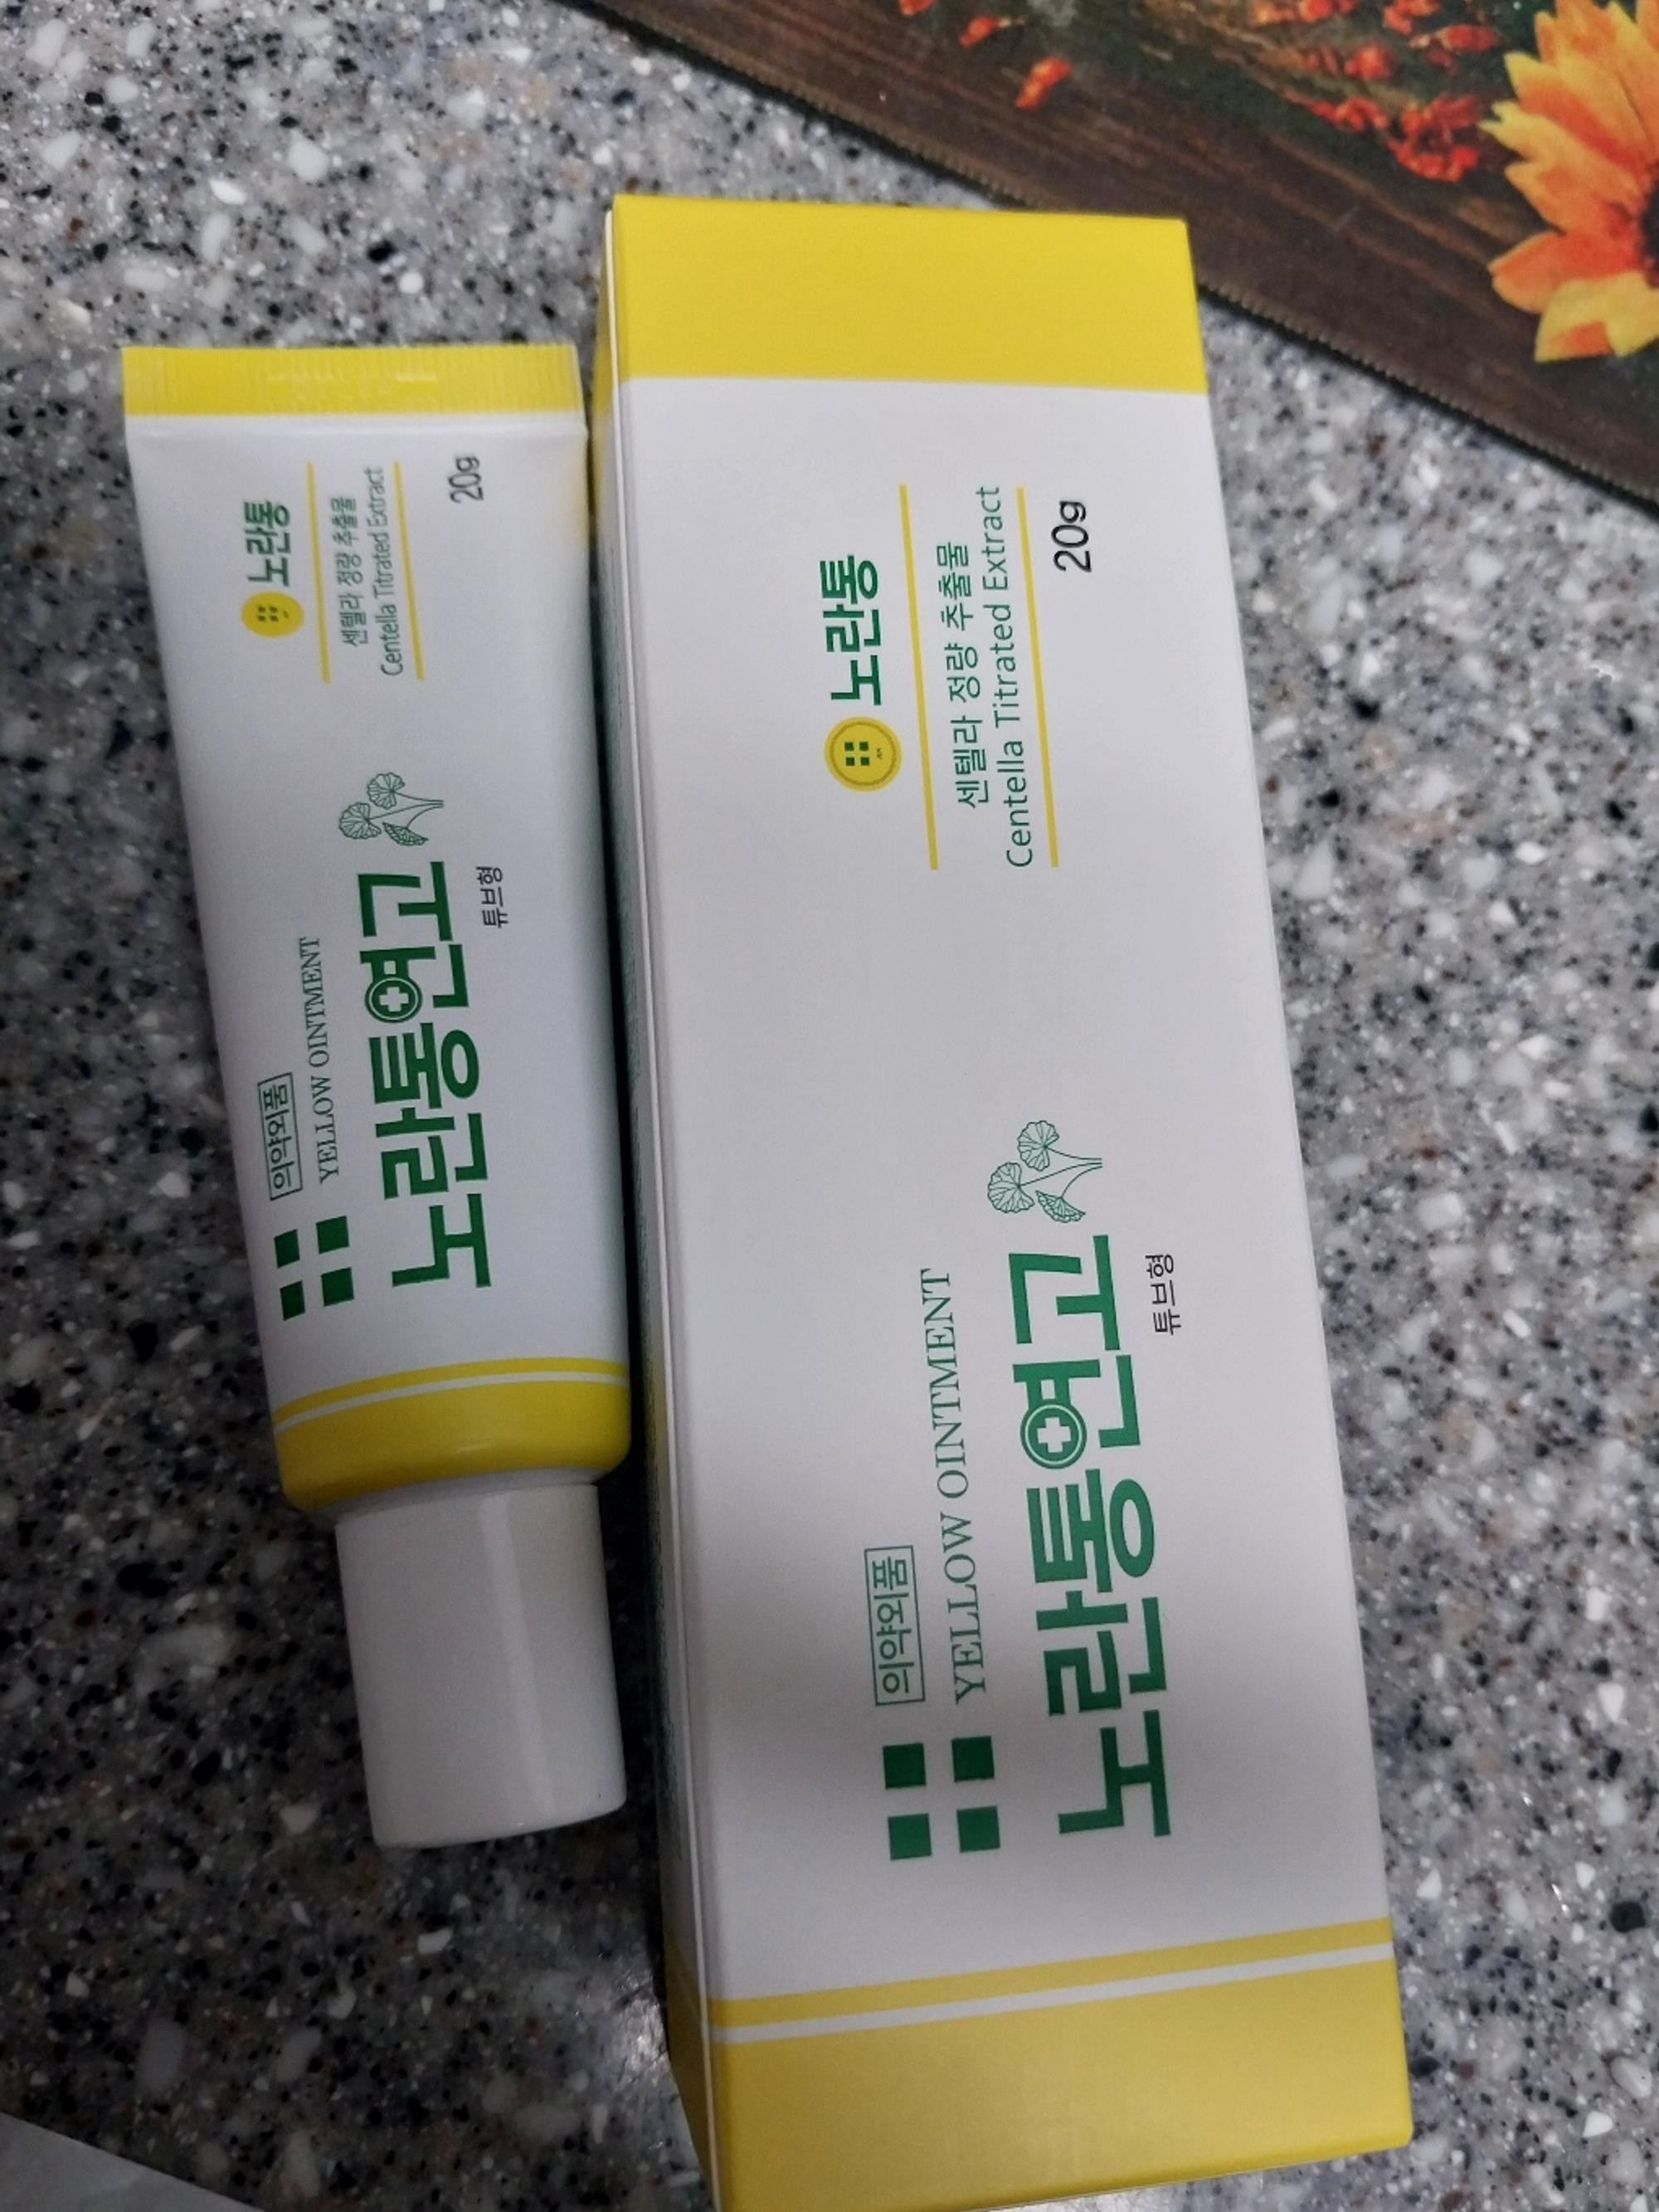 의약외품
YELLOW OINTMENT
노란통연고
튜브형
노란통
센텔라 정량 추출물
Centella Titrated Extract
20g
의약외품
YELLOW OINTMENT
노란통연고
튜브형
노란통
센텔라 정량 추출물
Centella Titrated Extract
20g